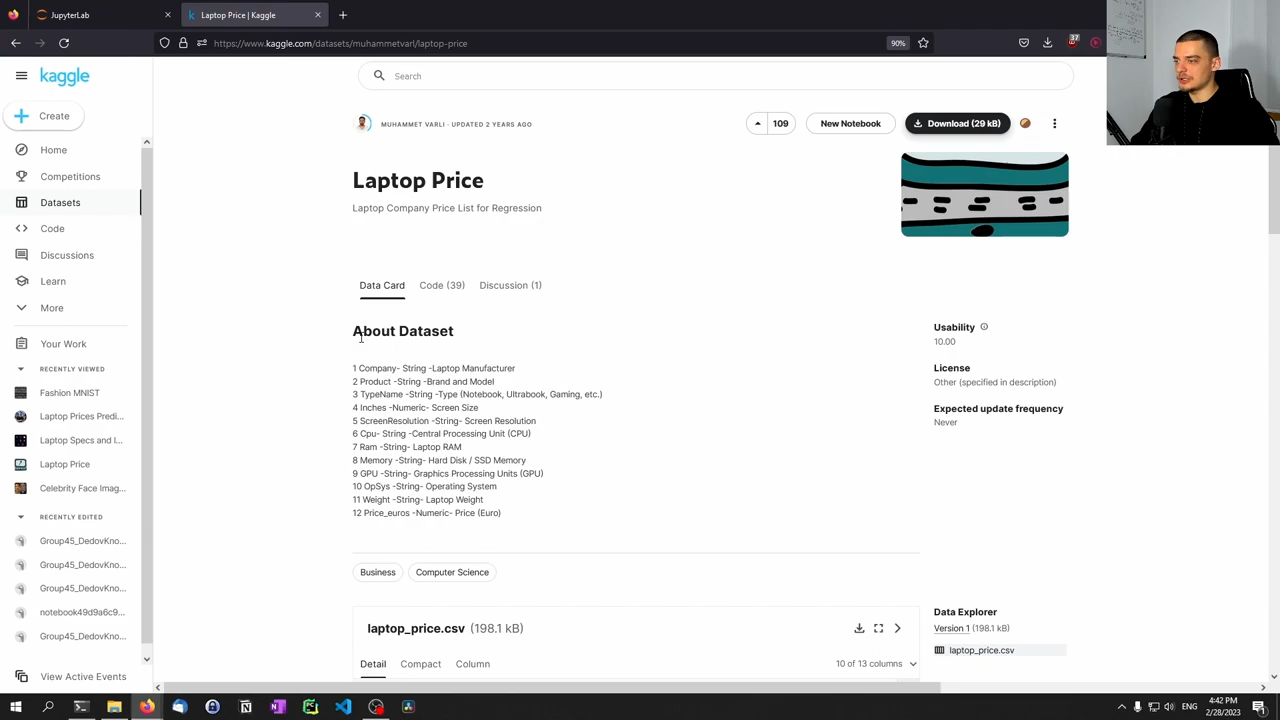 JupyterLab
Laptop Price | Kaggle
https://www.kaggle.com/datasets/muhammetvarl/laptop-price
90%
37
kaggle
Search
Create
Home
Competitions
Datasets
Code
Discussions
Learn
More
Your Work
RECENTLY VIEWED
Fashion MNIST
Laptop Prices Predi...
Laptop Specs and l...
Laptop Price
Celebrity Face Imag...
RECENTLY EDITED
Group45_DedovKno...
Group45_DedovKno...
Group45_DedovKno...
notebook49d9a6c9...
Group45_DedovKno...
View Active Events
MUHAMMET VARLI · UPDATED 2 YEARS AGO
109
New Notebook
Download (29 kB)
Laptop Price
Laptop Company Price List for Regression
Data Card
Code (39)
Discussion (1)
About Dataset
1 Company- String -Laptop Manufacturer
2 Product -String -Brand and Model
3 TypeName -String -Type (Notebook, Ultrabook, Gaming, etc.)
4 Inches -Numeric- Screen Size
5 ScreenResolution -String- Screen Resolution
6 Cpu- String -Central Processing Unit (CPU)
7 Ram -String- Laptop RAM
8 Memory -String- Hard Disk / SSD Memory
9 GPU -String- Graphics Processing Units (GPU)
10 OpSys -String- Operating System
11 Weight -String- Laptop Weight
12 Price_euros -Numeric- Price (Euro)
Business
Computer Science
Usability
10.00
License
Other (specified in description)
Expected update frequency
Never
laptop_price.csv (198.1 kB)
Detail
Compact
Column
10 of 13 columns
Data Explorer
Version 1 (198.1 kB)
laptop_price.csv
ENG
4:42 PM
2/28/2023